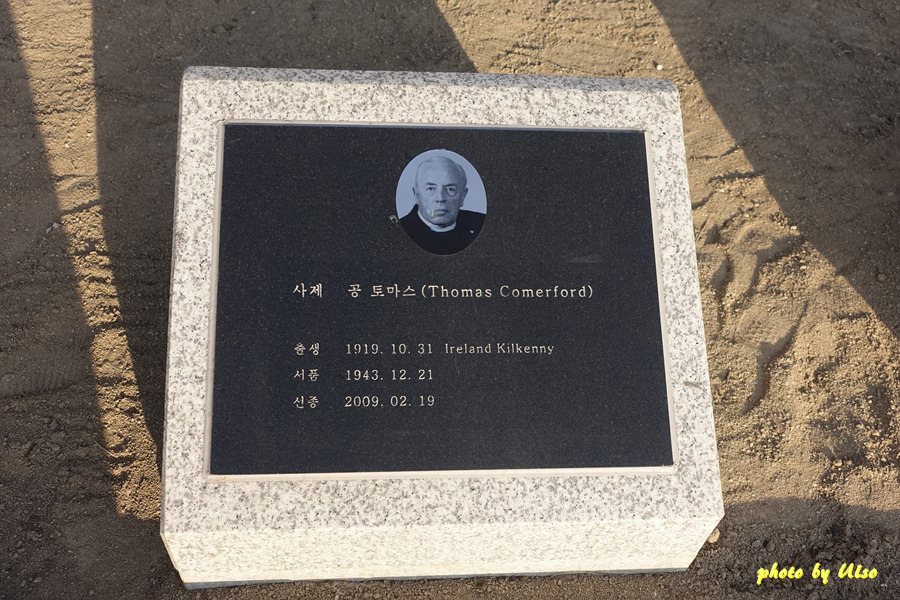 사제 공 토마스(Thomas Comerford)
출생 1919. 10. 31 Ireland Kilkenny
서품 1943. 12. 21
신종 2009. 02. 19
photo by Ulso